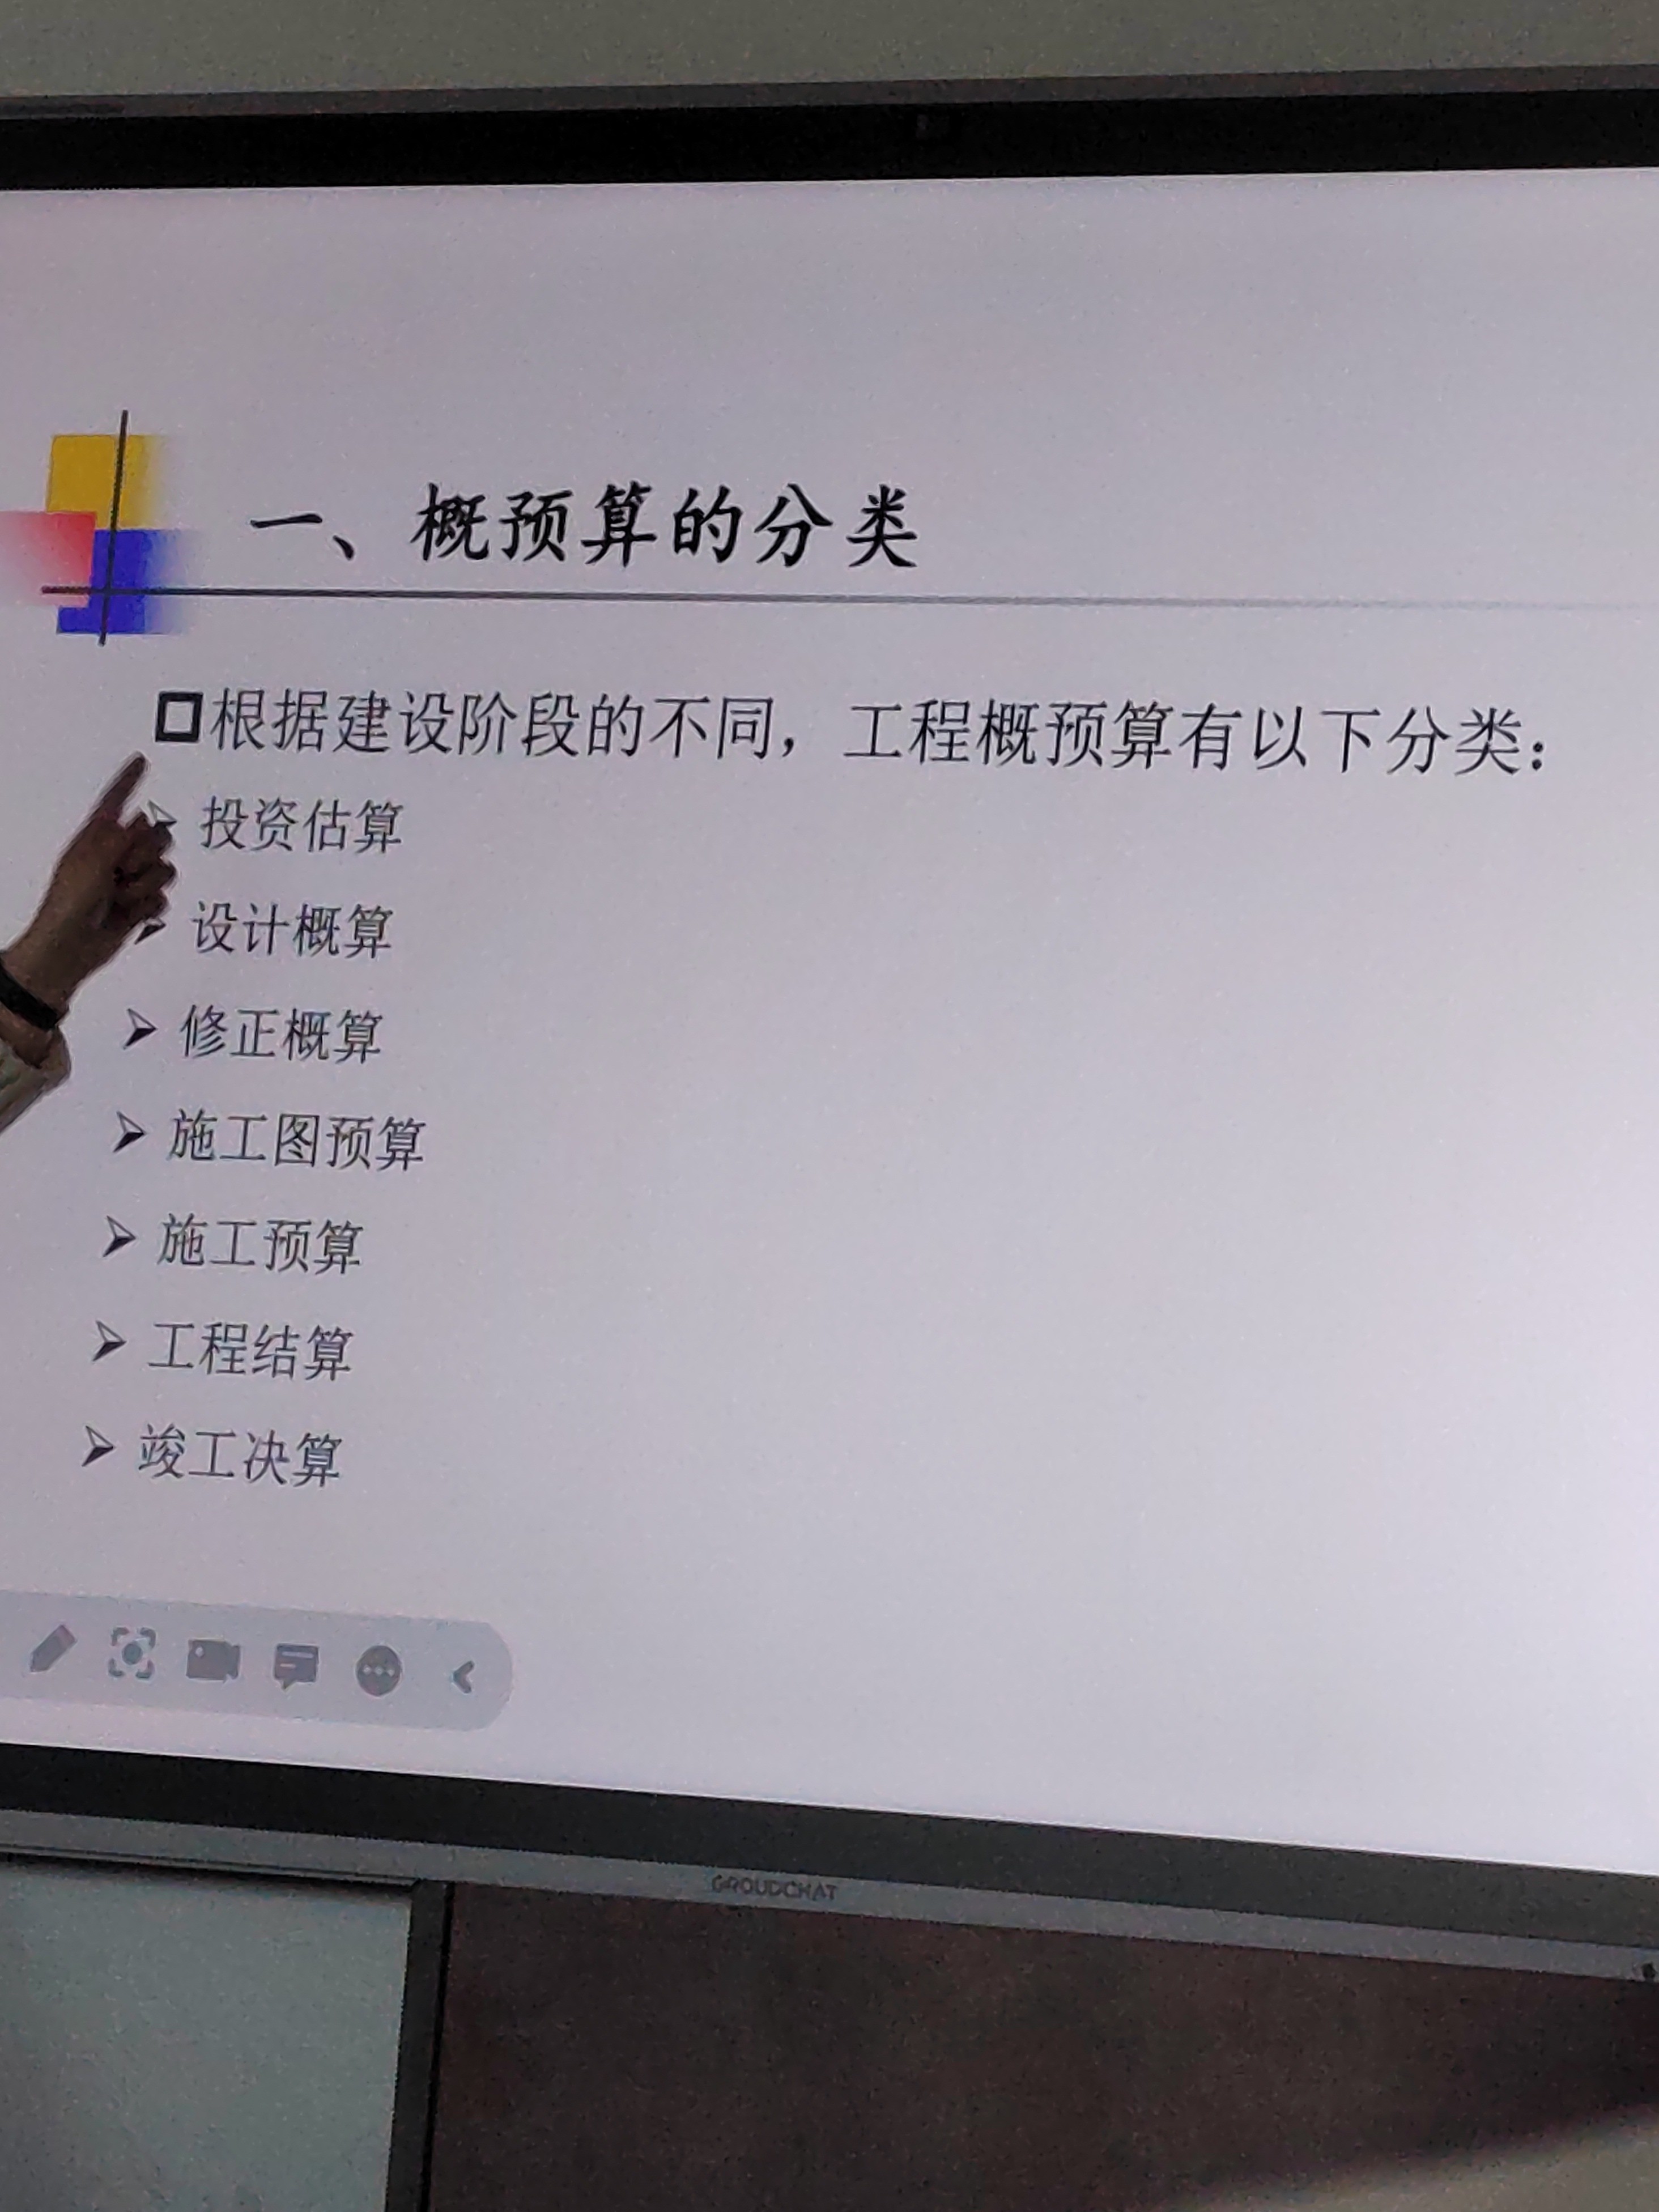 一、概预算的分类
根据建设阶段的不同，工程概预算有以下分类：
投资估算
设计概算
修正概算
施工图预算
施工预算
工程结算
竣工决算
GROUDCHAT